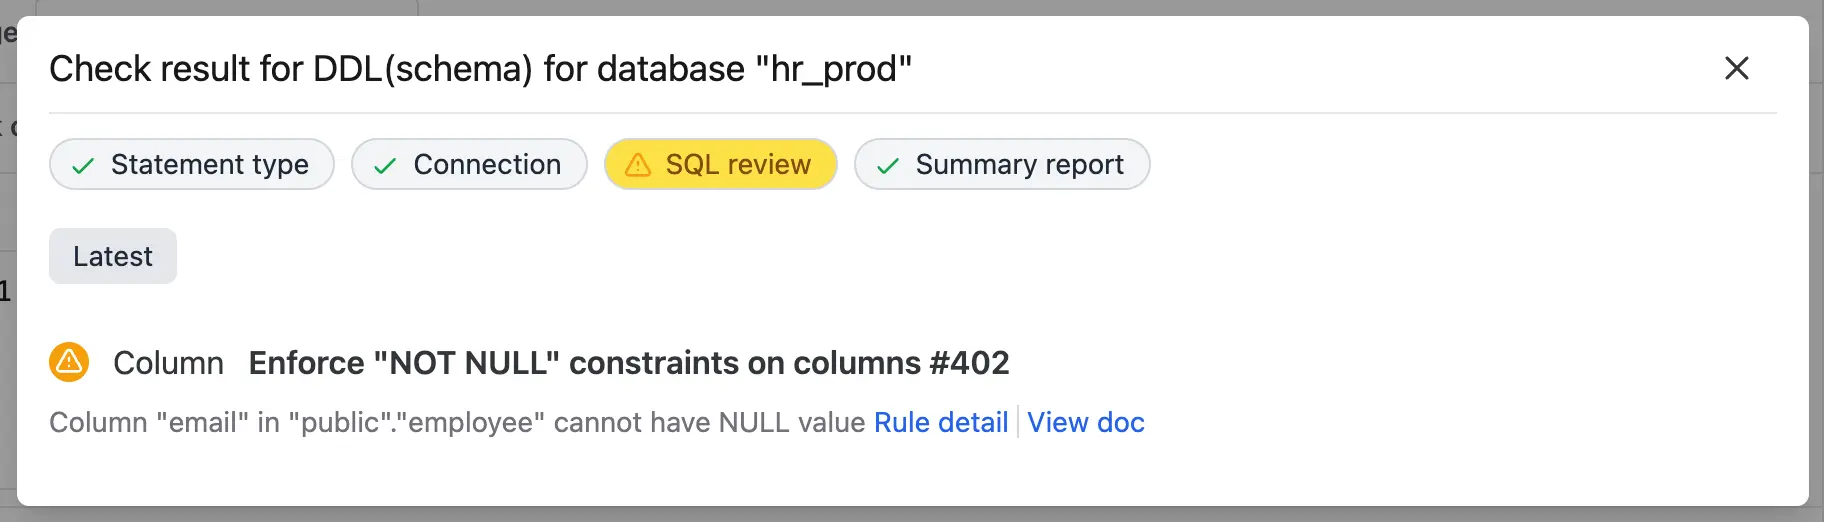 Check result for DDL(schema) for database "hr_prod"
Statement type
Connection
SQL review
Summary report
Latest
1
Column Enforce "NOT NULL" constraints on columns #402
Column "email" in "public"."employee" cannot have NULL value Rule detail View doc